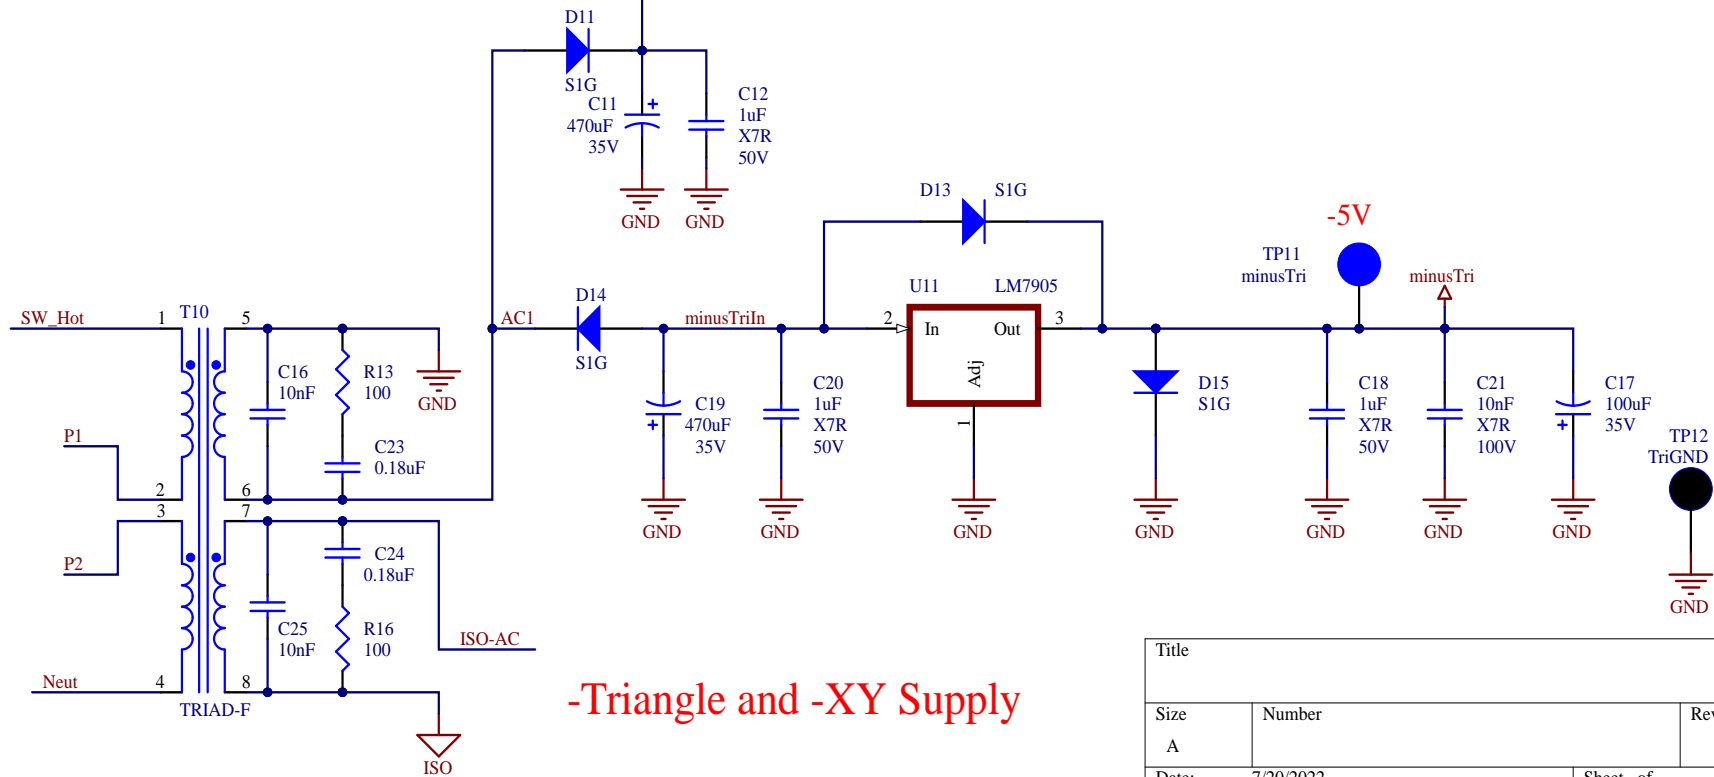 D11
S1G
C11
470uF
35V
C12
1uF
X7R
50V
GND
GND
D13
S1G
-5V
TP11
minusTri
minusTri
SW_Hot
1
T10
5
AC1
D14
S1G
minusTriIn
2
U11
LM7905
In
Out
Adj
3
1
C16
10nF
R13
100
GND
C23
0.18uF
C19
470uF
35V
C20
1uF
X7R
50V
D15
S1G
C18
1uF
X7R
50V
C21
10nF
X7R
100V
C17
100uF
35V
P1
2
6
3
7
TP12
TriGND
GND
GND
GND
GND
GND
GND
GND
GND
P2
C24
0.18uF
C25
10nF
R16
100
ISO-AC
Neut
4
8
TRIAD-F
ISO
-Triangle and -XY Supply
Title
Size
Number
A